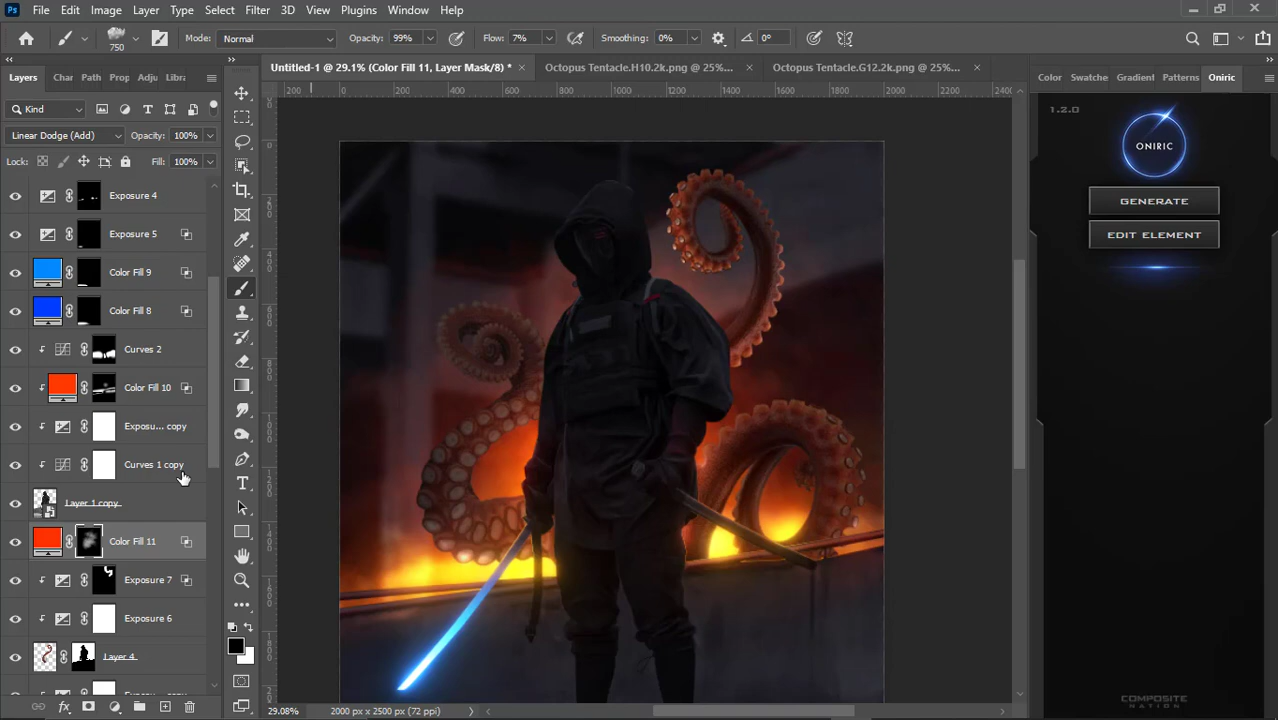 Ps File Edit Image Layer Type Select Filter 3D View Plugins Window Help
750 Mode: Normal Opacity: 99% Flow: 7% Smoothing: 0% 0°
Layers Char Path Prop Adju Libra
Untitled-1 @ 29.1% (Color Fill 11, Layer Mask/8) * Octopus Tentacle.H10.2k.png @ 25%... Octopus Tentacle.G12.2k.png @ 25%...
Color Swatche Gradient Patterns Oniric
Kind
Linear Dodge (Add) Opacity: 100%
Lock: Fill: 100%
Exposure 4
Exposure 5
Color Fill 9
Color Fill 8
Curves 2
Color Fill 10
Exposu... copy
Curves 1 copy
Layer 1 copy
Color Fill 11
Exposure 7
Exposure 6
Layer 4
T
200 0 200 400 600 800 1000 1200 1400 1600 1800 2000 2200
1.2.0
ONIRIC
GENERATE
EDIT ELEMENT
COMPOSITE
NATION
29.08% 2000 px x 2500 px (72 ppi)